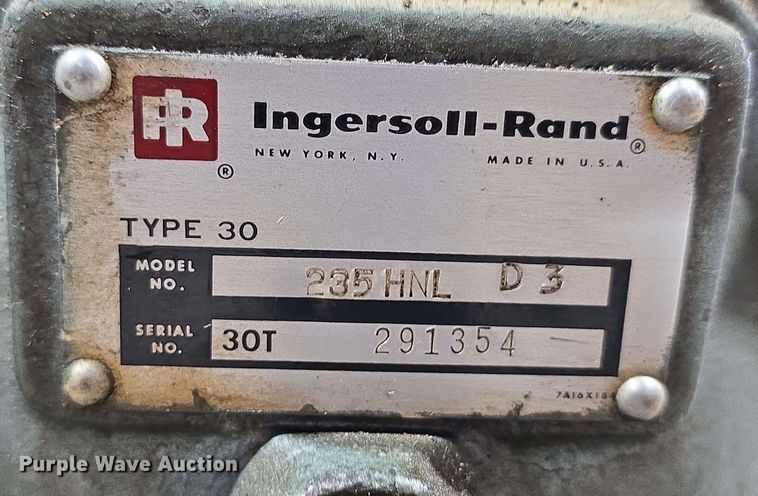 IR ® Ingersoll-Rand ®
NEW YORK, N.Y. MADE IN U.S.A.
TYPE 30
MODEL NO. 235 HNL D 3
SERIAL NO. 30T 291354
Purple Wave Auction